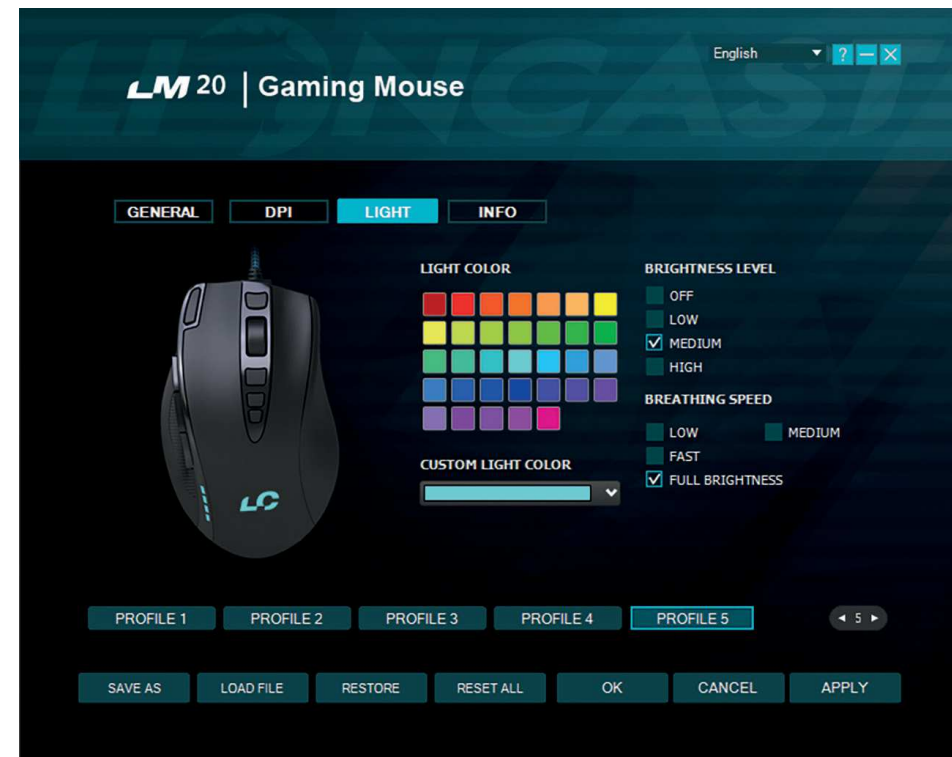 LIONCAST
English ?
LM 20 | Gaming Mouse
GENERAL DPI LIGHT INFO
LIGHT COLOR
CUSTOM LIGHT COLOR
BRIGHTNESS LEVEL
OFF
LOW
MEDIUM
HIGH
BREATHING SPEED
LOW MEDIUM
FAST
FULL BRIGHTNESS
LC
PROFILE 1 PROFILE 2 PROFILE 3 PROFILE 4 PROFILE 5 5
SAVE AS LOAD FILE RESTORE RESET ALL OK CANCEL APPLY